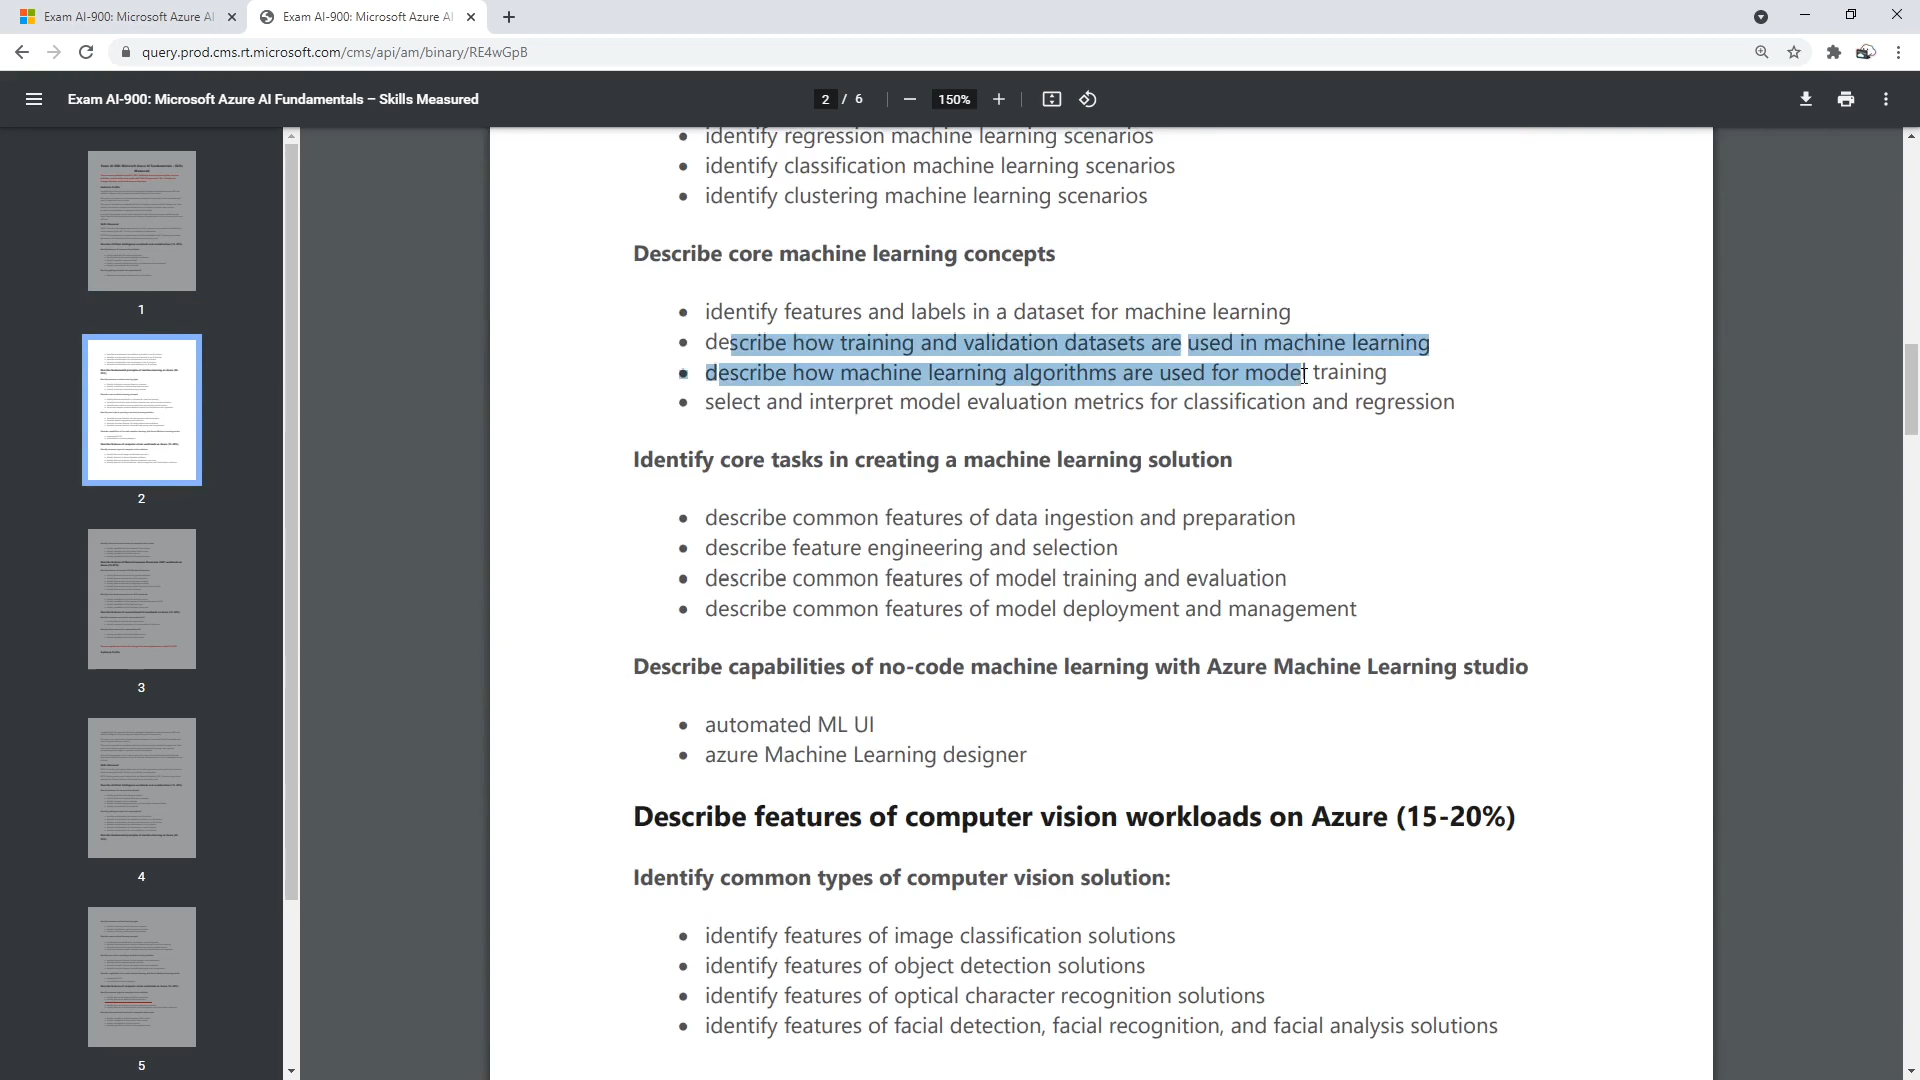 Exam AI-900: Microsoft Azure AI
Exam AI-900: Microsoft Azure AI
query.prod.cms.rt.microsoft.com/cms/api/am/binary/RE4wGpB
Exam AI-900: Microsoft Azure AI Fundamentals – Skills Measured
2 / 6
150%
1
2
3
4
5
• identify regression machine learning scenarios
• identify classification machine learning scenarios
• identify clustering machine learning scenarios
Describe core machine learning concepts
• identify features and labels in a dataset for machine learning
• describe how training and validation datasets are used in machine learning
• describe how machine learning algorithms are used for model training
• select and interpret model evaluation metrics for classification and regression
Identify core tasks in creating a machine learning solution
• describe common features of data ingestion and preparation
• describe feature engineering and selection
• describe common features of model training and evaluation
• describe common features of model deployment and management
Describe capabilities of no-code machine learning with Azure Machine Learning studio
• automated ML UI
• azure Machine Learning designer
Describe features of computer vision workloads on Azure (15-20%)
Identify common types of computer vision solution:
• identify features of image classification solutions
• identify features of object detection solutions
• identify features of optical character recognition solutions
• identify features of facial detection, facial recognition, and facial analysis solutions